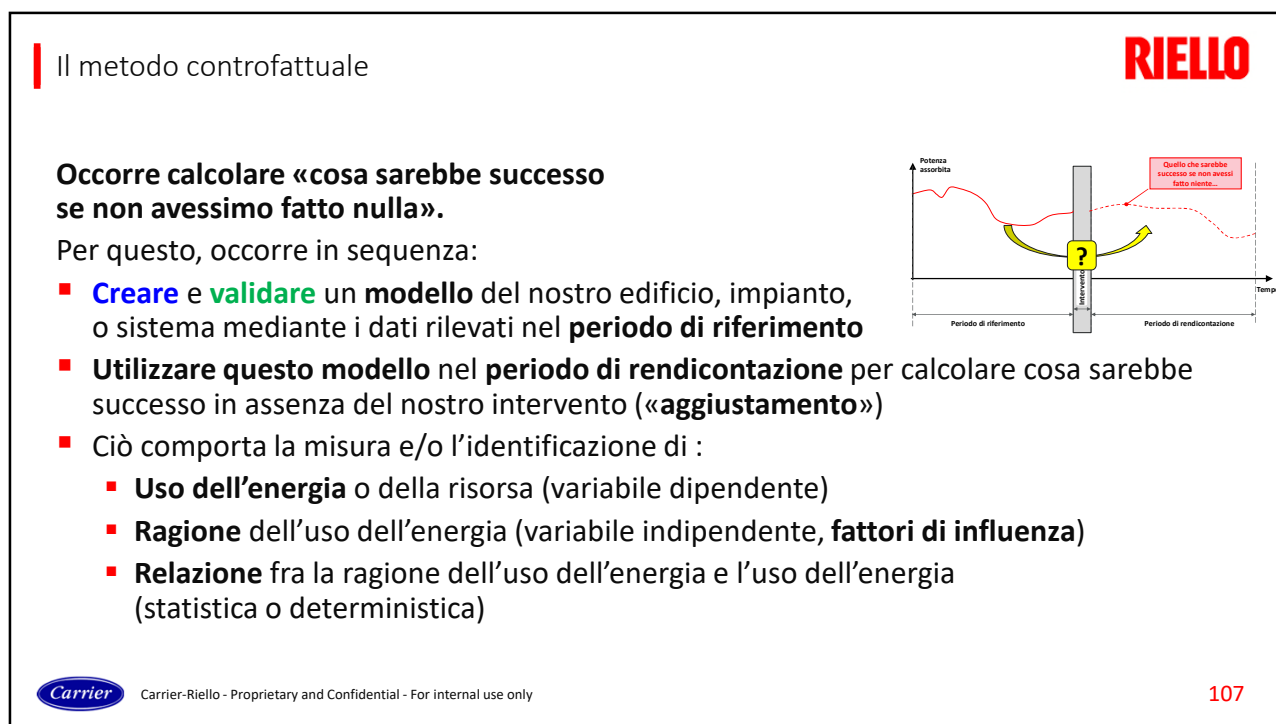 Il metodo controfattuale
RIELLO
Occorre calcolare «cosa sarebbe successo
se non avessimo fatto nulla».
Per questo, occorre in sequenza:
Creare e validare un modello del nostro edificio, impianto,
o sistema mediante i dati rilevati nel periodo di riferimento
Utilizzare questo modello nel periodo di rendicontazione per calcolare cosa sarebbe
successo in assenza del nostro intervento («aggiustamento»)
Ciò comporta la misura e/o l'identificazione di :
Uso dell'energia o della risorsa (variabile dipendente)
Ragione dell'uso dell'energia (variabile indipendente, fattori di influenza)
Relazione fra la ragione dell'uso dell'energia e l'uso dell'energia
(statistica o deterministica)
Potenza
assorbita
Quello che sarebbe
successo se non avessi
fatto niente...
?
Intervento
Tempo
Periodo di riferimento
Periodo di rendicontazione
Carrier
Carrier-Riello - Proprietary and Confidential - For internal use only
107